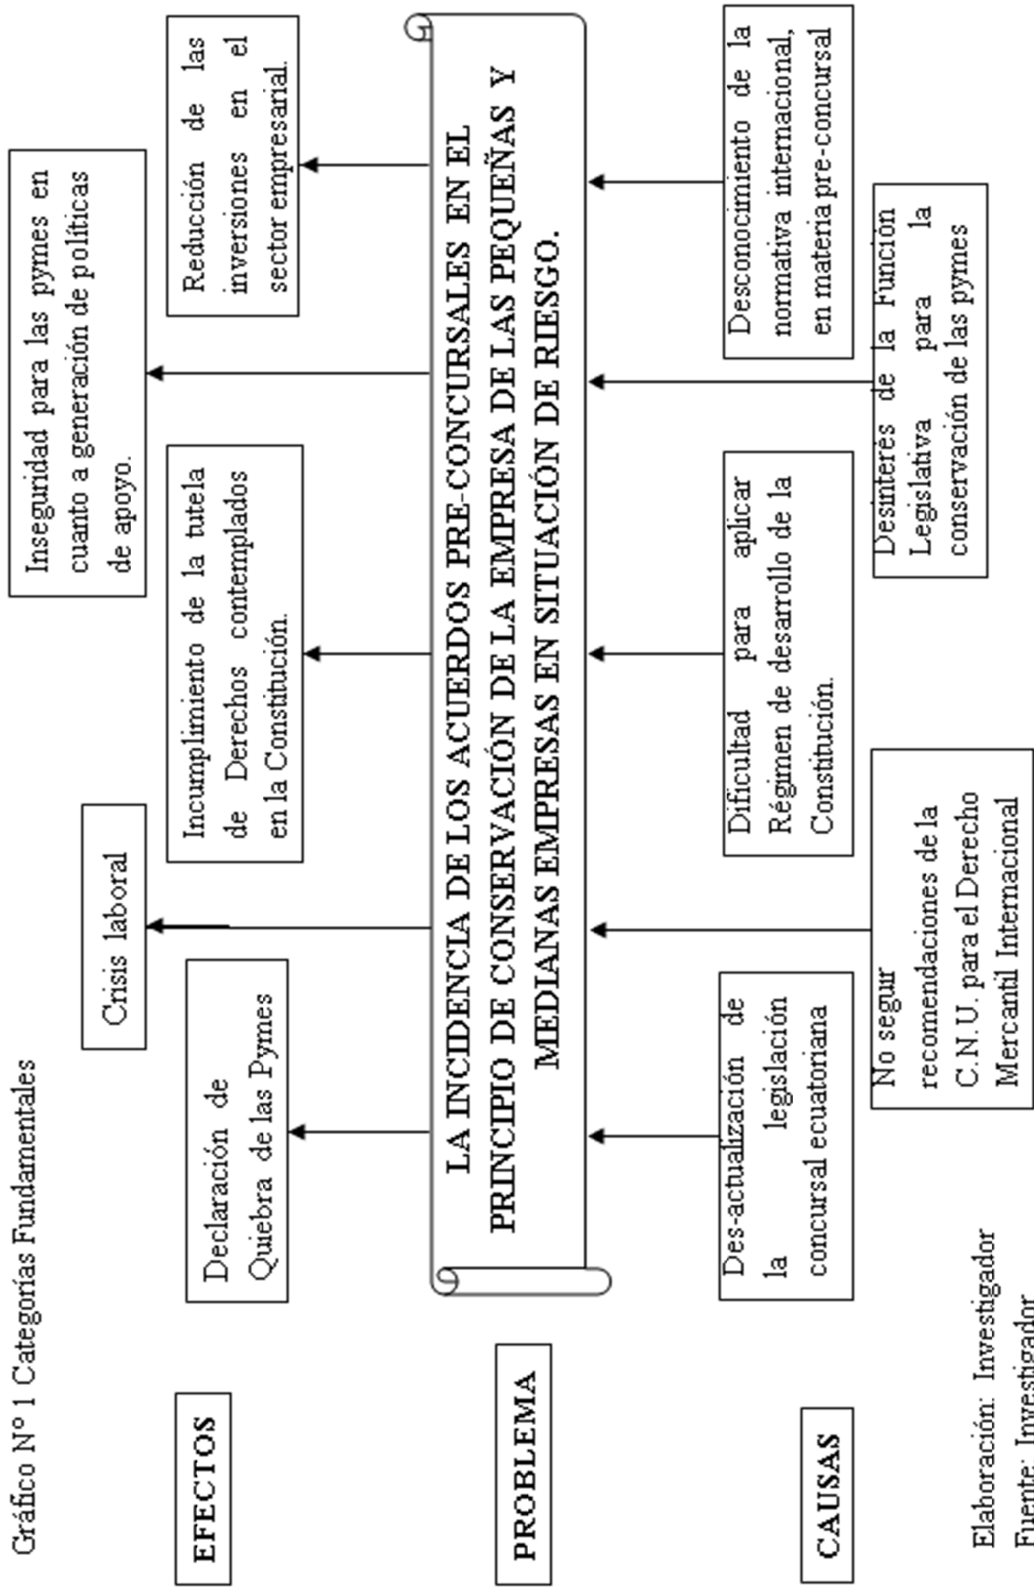 Gráfico Nº 1 Categorías Fundamentales
EFECTOS
Declaración de
Quiebra de las Pymes
Crisis laboral
Incumplimiento de la tutela
de Derechos contemplados
en la Constitución.
Inseguridad para las pymes en
cuanto a generación de políticas
de apoyo.
Reducción de las
inversiones en el
sector empresarial.
PROBLEMA
LA INCIDENCIA DE LOS ACUERDOS PRE-CONCURSALES EN EL
PRINCIPIO DE CONSERVACIÓN DE LA EMPRESA DE LAS PEQUEÑAS Y
MEDIANAS EMPRESAS EN SITUACIÓN DE RIESGO.
CAUSAS
Des-actualización de
la legislación
concursal ecuatoriana
No seguir
recomendaciones de la
C.N.U. para el Derecho
Mercantil Internacional
Dificultad para aplicar
Régimen de desarrollo de la
Constitución.
Desinterés de la Función
Legislativa para la
conservación de las pymes
Desconocimiento de la
normativa internacional,
en materia pre-concursal
Elaboración: Investigador
Fuente: Investigador